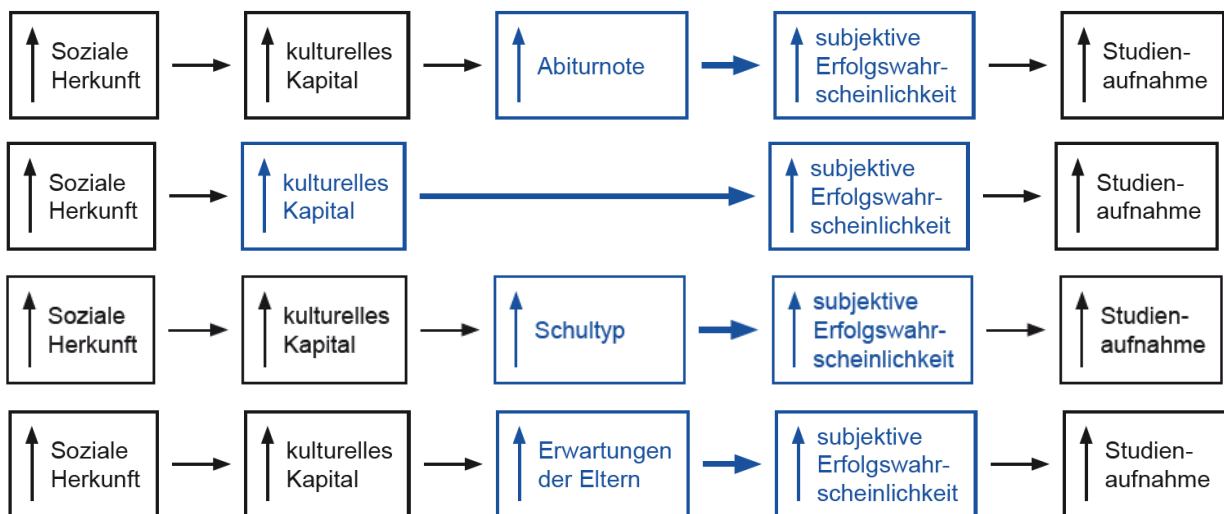 Soziale
Herkunft
kulturelles
Kapital
Abiturnote
subjektive
Erfolgswahr-
scheinlichkeit
Studien-
aufnahme
Soziale
Herkunft
kulturelles
Kapital
subjektive
Erfolgswahr-
scheinlichkeit
Studien-
aufnahme
Soziale
Herkunft
kulturelles
Kapital
Schultyp
subjektive
Erfolgswahr-
scheinlichkeit
Studien-
aufnahme
Soziale
Herkunft
kulturelles
Kapital
Erwartungen
der Eltern
subjektive
Erfolgswahr-
scheinlichkeit
Studien-
aufnahme